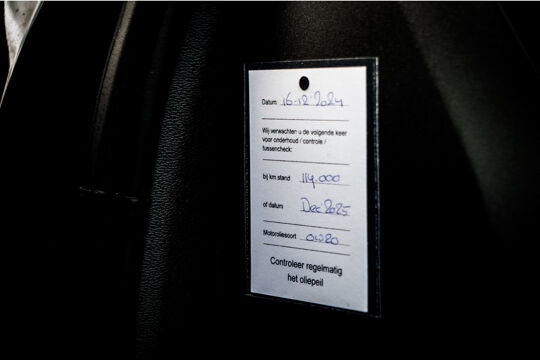 Datum 16-12-2024
Wij verwachten u de volgende keer
voor onderhoud / controle /
tussencheck:
bij km stand 114.000
of datum Dec 2025
Motoroliesoort 0W20
Controleer regelmatig
het oliepeil